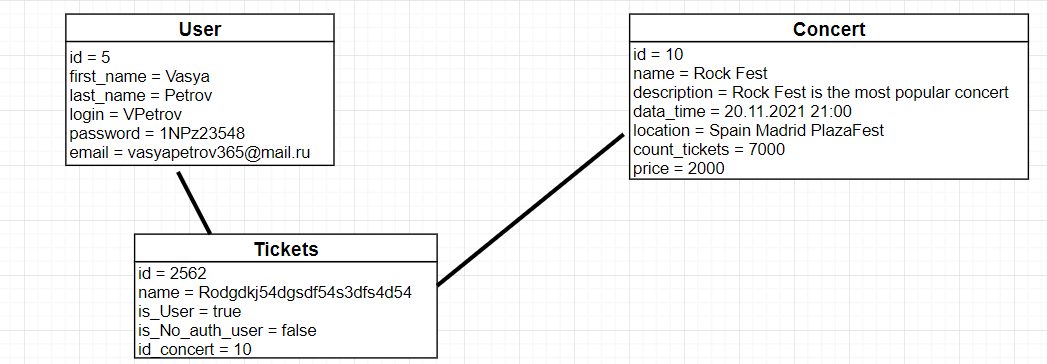 User
id = 5
first_name = Vasya
last_name = Petrov
login = VPetrov
password = 1NPz23548
email = vasyapetrov365@mail.ru
Concert
id = 10
name = Rock Fest
description = Rock Fest is the most popular concert
data_time = 20.11.2021 21:00
location = Spain Madrid PlazaFest
count_tickets = 7000
price = 2000
Tickets
id = 2562
name = Rodgdkj54dgsdf54s3dfs4d54
is_User = true
is_No_auth_user = false
id_concert = 10